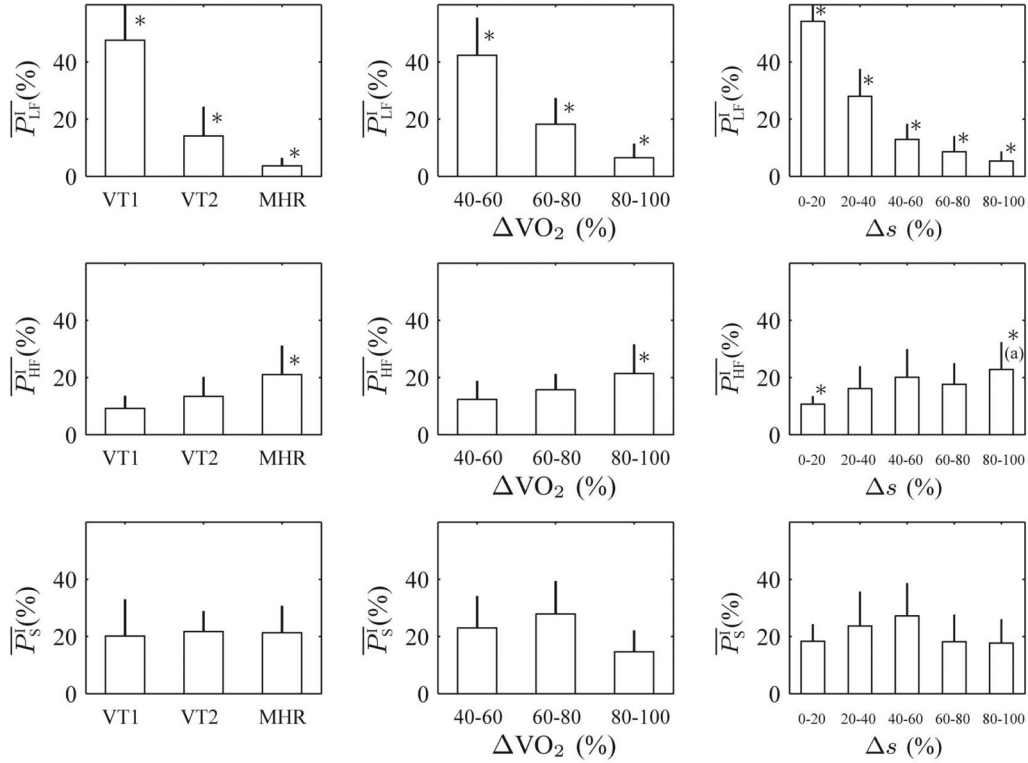 P̅ᴵ_LF(%) 40 20 0 * * * VT1 VT2 MHR
P̅ᴵ_LF(%) 40 20 0 * * * 40-60 60-80 80-100
ΔVO₂ (%)
P̅ᴵ_LF(%) 40 20 0 * * * * * 0-20 20-40 40-60 60-80 80-100
Δs (%)
P̅ᴵ_HF(%) 40 20 0 * VT1 VT2 MHR
P̅ᴵ_HF(%) 40 20 0 * 40-60 60-80 80-100
ΔVO₂ (%)
P̅ᴵ_HF(%) 40 20 0 * * (a) 0-20 20-40 40-60 60-80 80-100
Δs (%)
P̅ᴵ_S(%) 40 20 0 VT1 VT2 MHR
P̅ᴵ_S(%) 40 20 0 40-60 60-80 80-100
ΔVO₂ (%)
P̅ᴵ_S(%) 40 20 0 0-20 20-40 40-60 60-80 80-100
Δs (%)